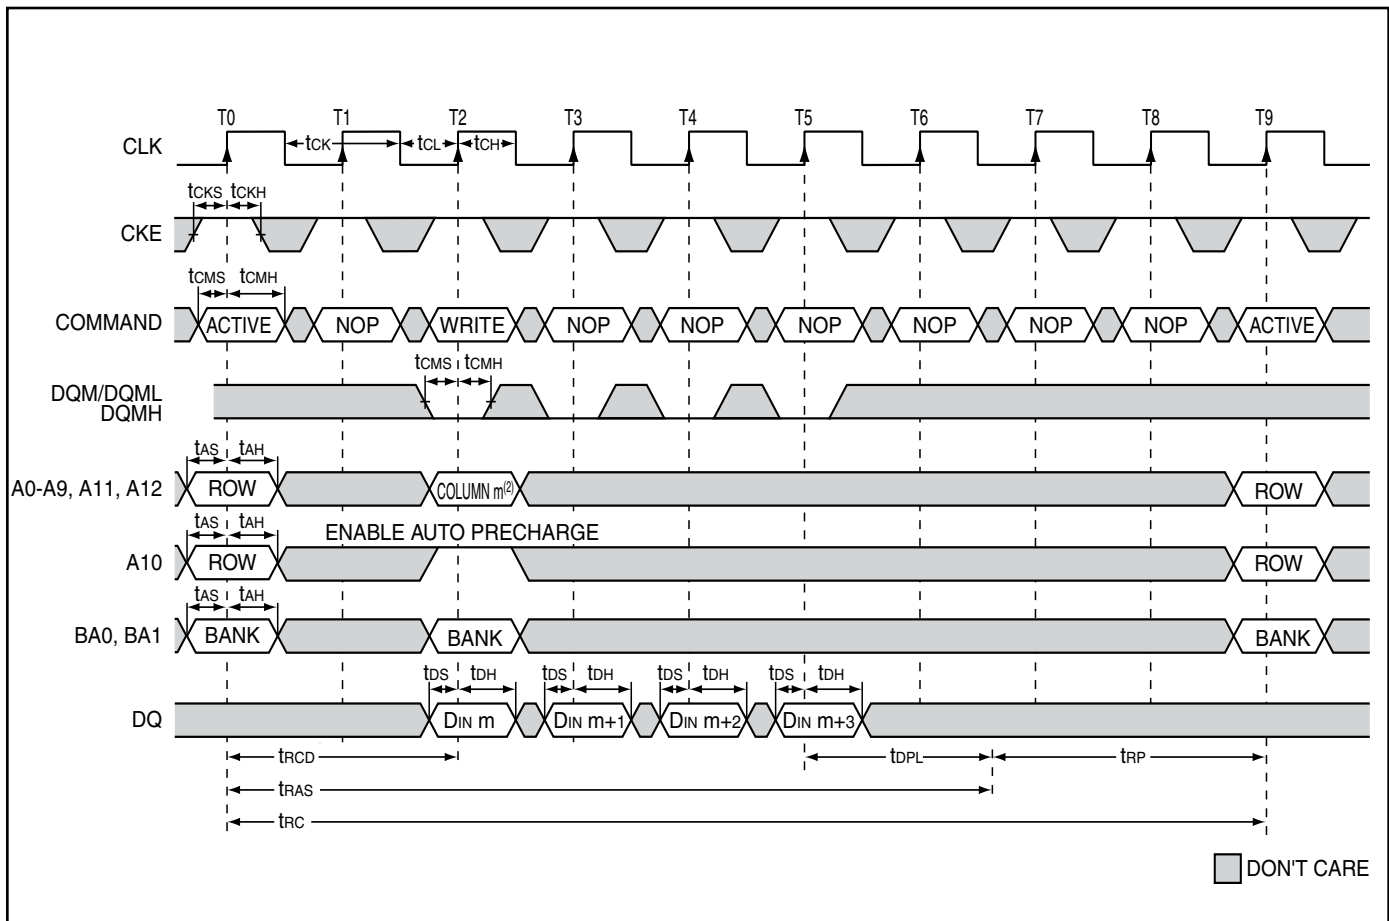 T0 T1 T2 T3 T4 T5 T6 T7 T8 T9
CLK tCK tCL tCH
tCKS tCKH
CKE
tCMS tCMH
COMMAND ACTIVE NOP WRITE NOP NOP NOP NOP NOP NOP ACTIVE
tCMS tCMH
DQM/DQML
DQMH
tAS tAH
A0-A9, A11, A12 ROW COLUMN m(2) ROW
tAS tAH ENABLE AUTO PRECHARGE
A10 ROW ROW
tAS tAH
BA0, BA1 BANK BANK BANK
tDS tDH tDS tDH tDS tDH tDS tDH
DQ DIN m DIN m+1 DIN m+2 DIN m+3
tRCD tDPL tRP
tRAS
tRC
DON'T CARE